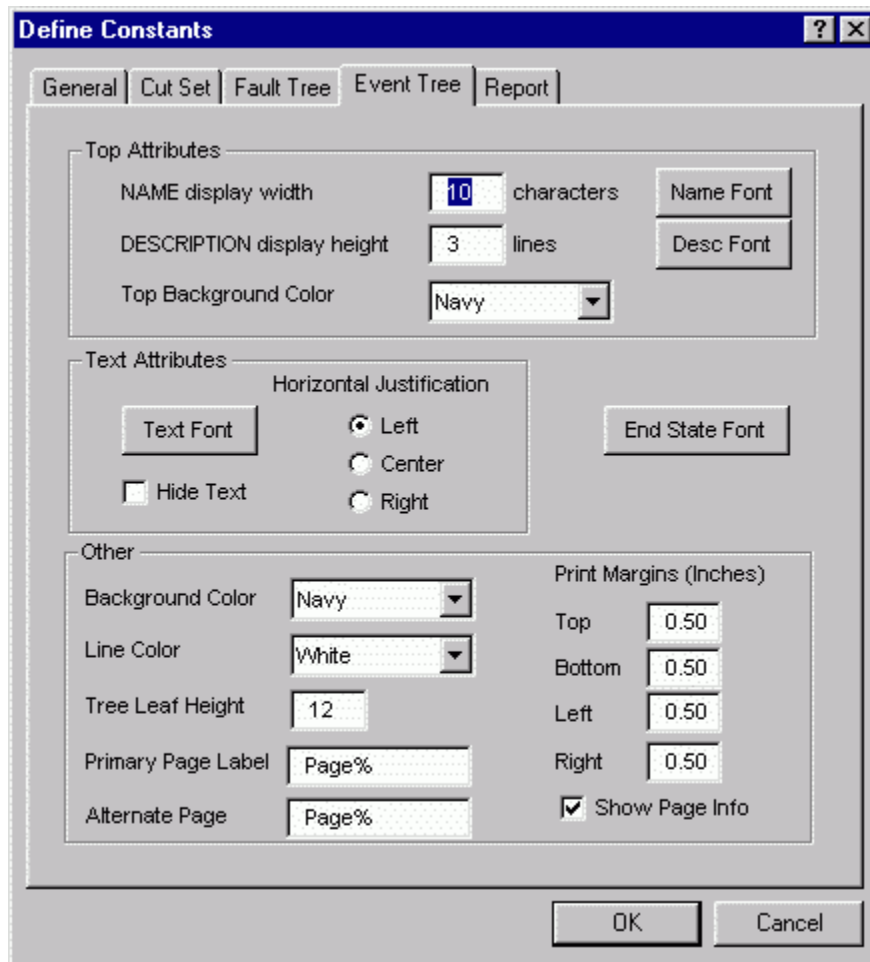 Define Constants
General Cut Set Fault Tree Event Tree Report
Top Attributes
NAME display width 10 characters Name Font
DESCRIPTION display height 3 lines Desc Font
Top Background Color Navy
Text Attributes
Horizontal Justification
Text Font Left End State Font
Center
Hide Text
Right
Other
Print Margins (Inches)
Background Color Navy
Top 0.50
Line Color White
Bottom 0.50
Tree Leaf Height 12
Left 0.50
Primary Page Label Page%
Right 0.50
Alternate Page Page%
Show Page Info
OK Cancel